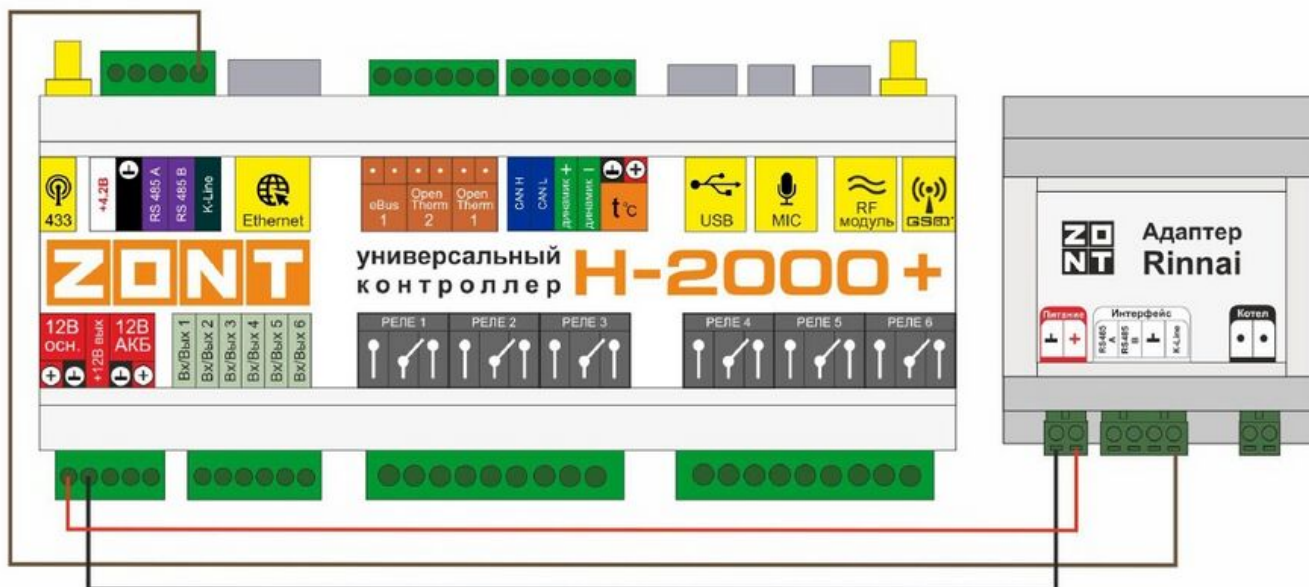 433
+4.2В
RS 485 A
RS 485 B
K-Line
Ethernet
eBus
1
Open
Therm
2
Open
Therm
1
CAN H
CAN L
динамик +
динамик –
t°C
USB
MIC
RF
модуль
GSM
ZONT
универсальный
контроллер
H-2000+
12В
осн.
+12В вых
12В
АКБ
Вх/Вых 1
Вх/Вых 2
Вх/Вых 3
Вх/Вых 4
Вх/Вых 5
Вх/Вых 6
РЕЛЕ 1
РЕЛЕ 2
РЕЛЕ 3
РЕЛЕ 4
РЕЛЕ 5
РЕЛЕ 6
ZONT
Адаптер
Rinnai
Питание
Интерфейс
RS485
A
RS485
B
K-Line
Котел